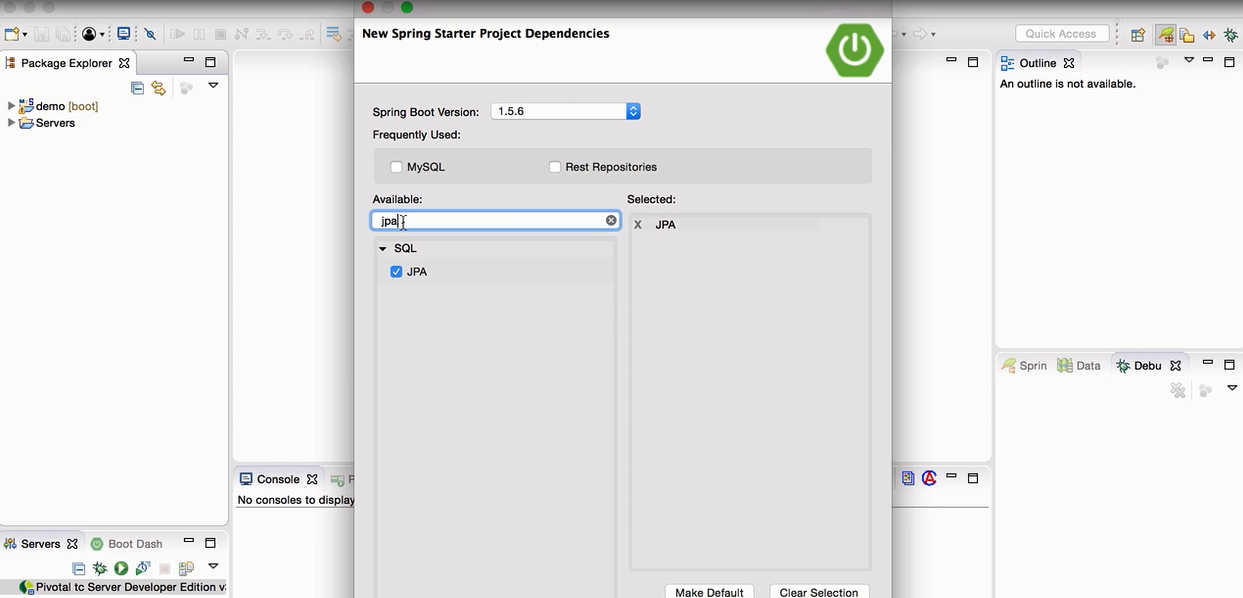 New Spring Starter Project Dependencies
Quick Access
Package Explorer
Outline
An outline is not available.
demo [boot]
Servers
Spring Boot Version: 1.5.6
Frequently Used:
MySQL
Rest Repositories
Available:
Selected:
jpa
X JPA
SQL
JPA
Sprin
Data
Debu
Console
P
No consoles to display
Servers
Boot Dash
Pivotal tc Server Developer Edition
Make Default
Clear Selection